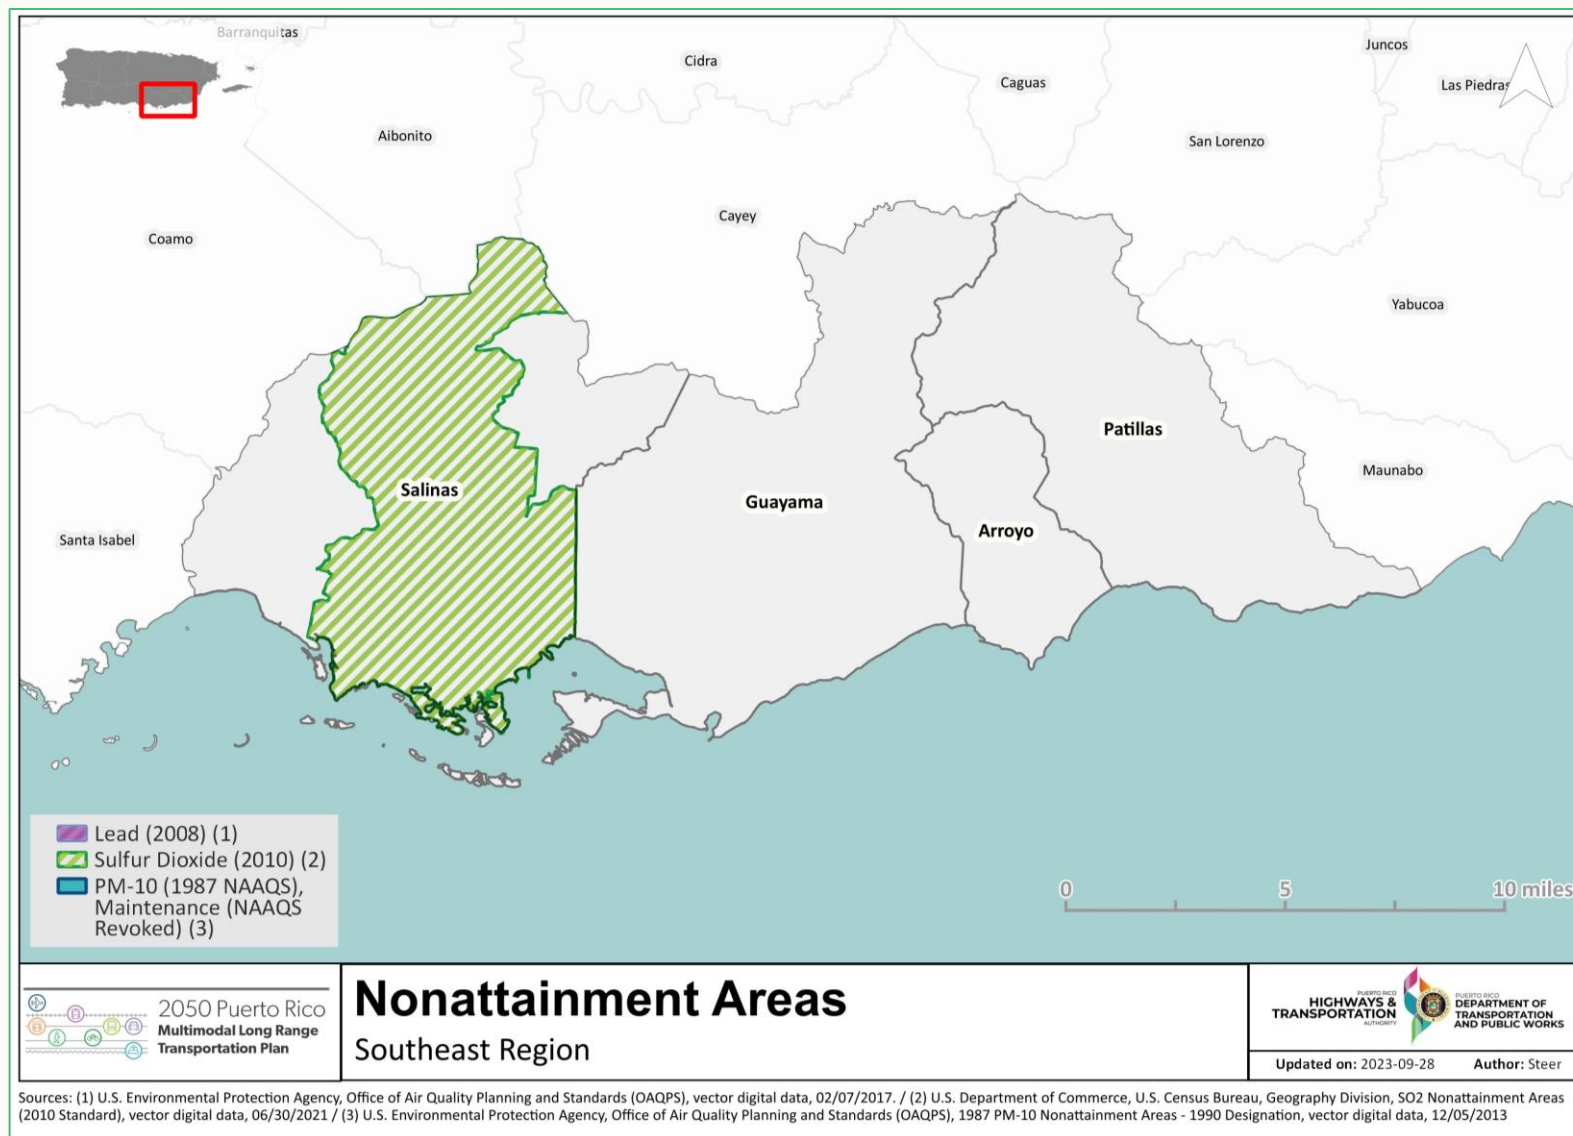 Barranquitas
Juncos
Cidra
Caguas
Las Piedras
Aibonito
San Lorenzo
Cayey
Coamo
Yabucoa
Patillas
Maunabo
Salinas
Guayama
Arroyo
Santa Isabel
Lead (2008) (1)
Sulfur Dioxide (2010) (2)
PM-10 (1987 NAAQS),
Maintenance (NAAQS
Revoked) (3)
0 5 10 miles
2050 Puerto Rico
Multimodal Long Range
Transportation Plan
Nonattainment Areas
Southeast Region
PUERTO RICO
HIGHWAYS &
TRANSPORTATION
AUTHORITY
PUERTO RICO
DEPARTMENT OF
TRANSPORTATION
AND PUBLIC WORKS
Updated on: 2023-09-28 Author: Steer
Sources: (1) U.S. Environmental Protection Agency, Office of Air Quality Planning and Standards (OAQPS), vector digital data, 02/07/2017. / (2) U.S. Department of Commerce, U.S. Census Bureau, Geography Division, SO2 Nonattainment Areas
(2010 Standard), vector digital data, 06/30/2021 / (3) U.S. Environmental Protection Agency, Office of Air Quality Planning and Standards (OAQPS), 1987 PM-10 Nonattainment Areas - 1990 Designation, vector digital data, 12/05/2013